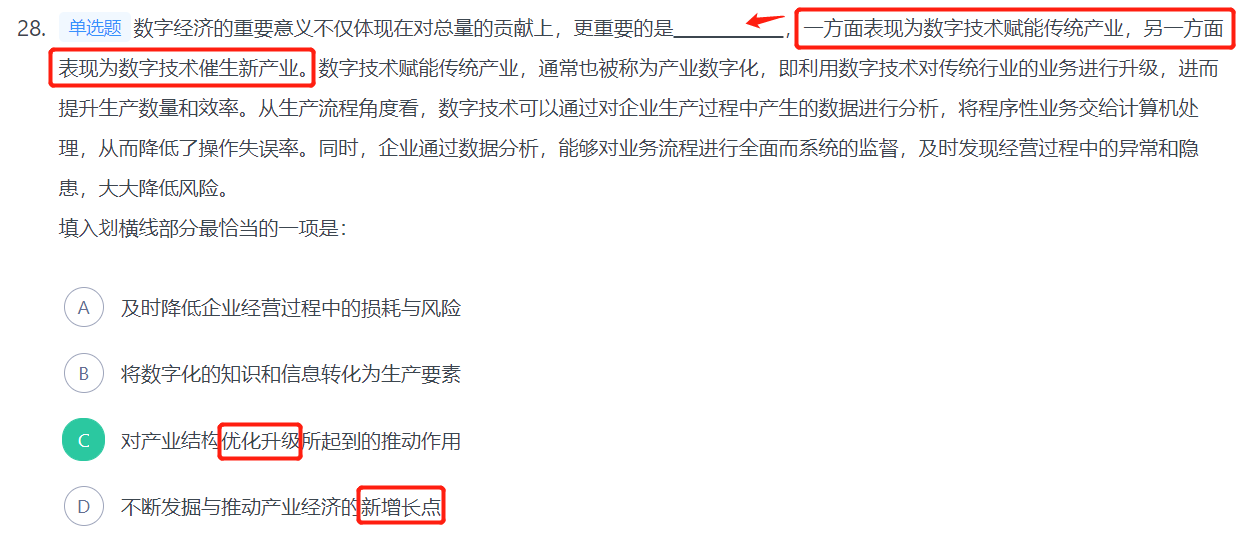 28. 单选题 数字经济的重要意义不仅体现在对总量的贡献上，更重要的是__________，一方面表现为数字技术赋能传统产业，另一方面
表现为数字技术催生新产业。数字技术赋能传统产业，通常也被称为产业数字化，即利用数字技术对传统行业的业务进行升级，进而
提升生产数量和效率。从生产流程角度看，数字技术可以通过对企业生产过程中产生的数据进行分析，将程序性业务交给计算机处
理，从而降低了操作失误率。同时，企业通过数据分析，能够对业务流程进行全面而系统的监督，及时发现经营过程中的异常和隐
患，大大降低风险。
填入划横线部分最恰当的一项是：
A 及时降低企业经营过程中的损耗与风险
B 将数字化的知识和信息转化为生产要素
C 对产业结构优化升级所起到的推动作用
D 不断发掘与推动产业经济的新增长点